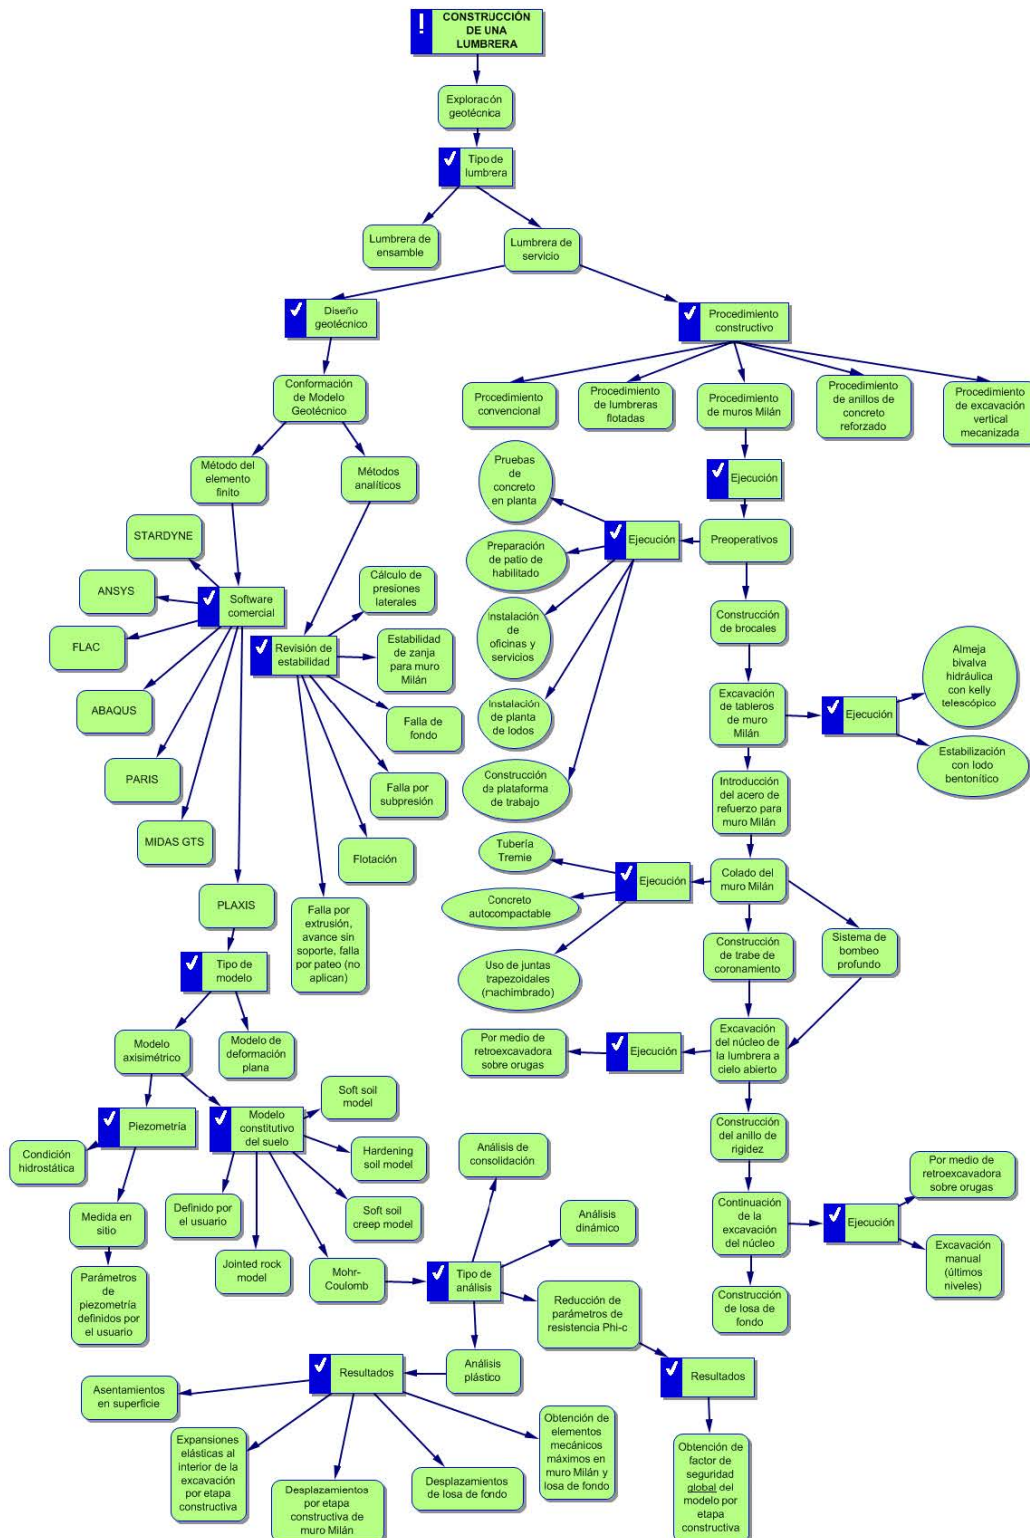 !
CONSTRUCCIÓN
DE UNA
LUMBRERA
Exploracón
geotécnica
Tipo de
lumbrera
Lumbrera de
ensamble
Lumbrera de
servicio
Diseño
geotécnico
Procedimiento
constructivo
Conformación
de Modelo
Geotécnico
Procedimiento
convencional
Procedimiento
de lumbreras
flotadas
Procedimiento
de muros Milán
Procedimiento
de anillos de
concreto
reforzado
Procedimiento
de excavación
vertical
mecanizada
Método del
elemento
finito
Métodos
analíticos
Pruebas
de
concreto
en planta
Ejecución
STARDYNE
Ejecución
Preoperativos
Preparación
de patio de
habilitado
ANSYS
Software
comercial
Cálculo de
presiones
laterales
Instalación
de
oficinas y
servicios
Construcción
de brocales
FLAC
Revisión de
estabilidad
Estabilidad
de zanja
para muro
Milán
Almeja
bivalva
hidráulica
con kelly
telescópico
ABAQUS
Falla de
fondo
Instalación
de planta
de lodos
Excavación
de tableros
de muro
Milán
Ejecución
Estabilización
con lodo
bentonítico
PARIS
Falla por
subpresión
Construcción
da plataforma
de trabajo
Introducción
del acero de
refuerzo para
muro Milán
MIDAS GTS
Flotación
Tubería
Tremie
Ejecución
Colado del
muro Milán
PLAXIS
Falla por
extrusión,
avance sin
soporte, falla
por pateo (no
aplican)
Concreto
autocompactable
Construcción
de trabe de
coronamiento
Sistema de
bombeo
profundo
Tipo de
modelo
Uso de juntas
trapezoidales
(machimbrado)
Modelo
axisimétrico
Modelo de
deformación
plana
Por medio de
retroexcavadora
sobre orugas
Ejecución
Excavación
del núcleo de
la lumbrera a
cielo abierto
Piezometría
Modelo
constitutivo
del suelo
Soft soil
model
Condición
hidrostática
Hardening
soil model
Análisis de
consolidación
Construcción
del anillo de
rigidez
Por medio de
retroexcavadora
sobre orugas
Medida en
sitio
Definido por
el usuario
Soft soil
creep model
Análisis
dinámico
Continuación
de la
excavación
del núcleo
Ejecución
Excavación
manual
(últimos
niveles)
Parámetros
de
piezometría
definidos por
el usuario
Jointed rock
model
Mohr-
Coulomb
Tipo de
análisis
Reducción de
parámetros de
resistencia Phi-c
Construcción
de losa de
fondo
Resultados
Análisis
plástico
Resultados
Asentamientos
en superficie
Expansiones
elásticas al
interior de la
excavación
por etapa
constructiva
Desplazamientos
por etapa
constructiva de
muro Milán
Desplazamientos
de losa de fondo
Obtención de
elementos
mecánicos
máximos en
muro Milán y
losa de fondo
Obtención de
factor de
seguridad
global del
modelo por
etapa
constructiva